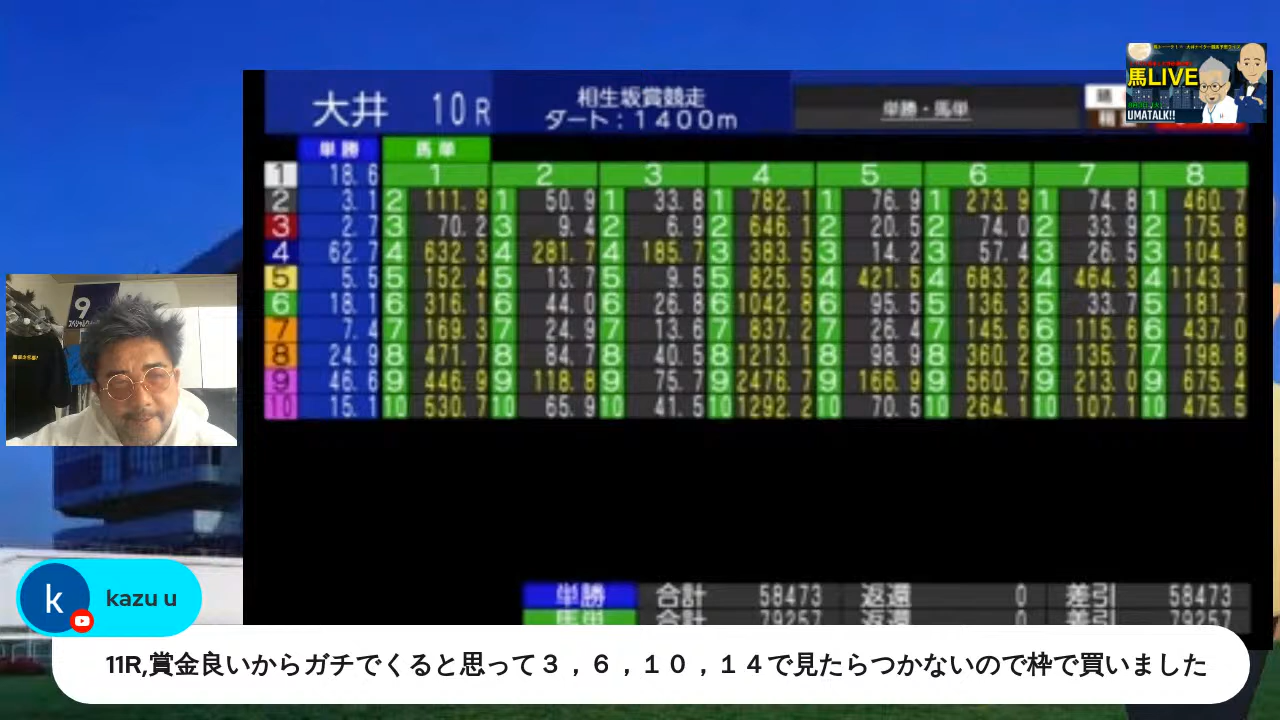 大井 10R
相生坂賞競走
ダート：1400m
単勝・馬単
晴
馬LIVE
UMATALK!!
単勝 馬単
1 18.6 1 2 3 4 5 6 7 8
2 3.1 2 111.9 1 50.9 1 33.8 1 782.1 1 76.9 1 273.9 1 74.8 1 460.7
3 2.7 3 70.2 3 9.4 2 6.9 2 646.1 2 20.5 2 74.0 2 33.9 2 175.8
4 62.7 4 632.3 4 281.7 4 185.7 3 383.5 3 14.2 3 57.4 3 26.5 3 104.1
5 5.5 5 152.4 5 13.7 5 9.5 5 825.5 4 421.5 4 683.2 4 464.3 4 1143.1
6 18.1 6 316.1 6 44.0 6 26.8 6 1042.8 6 95.5 5 136.3 5 33.7 5 181.7
7 7.4 7 169.3 7 24.9 7 13.6 7 831.2 7 26.4 7 145.6 6 115.6 6 437.0
8 24.9 8 471.7 8 84.7 8 40.5 8 1213.1 8 98.9 8 360.2 8 135.7 7 198.8
9 46.6 9 446.9 9 118.8 9 75.7 9 2476.7 9 166.9 9 560.7 9 213.0 9 675.4
10 15.1 10 530.7 10 65.9 10 41.5 10 1292.2 10 70.5 10 264.1 10 107.1 10 475.5
9
単勝 合計 58473 返還 0 差引 58473
馬単 合計 79257 返還 0 差引 79257
k kazu u
11R,賞金良いからガチでくると思って３，６，１０，１４で見たらつかないので枠で買いました